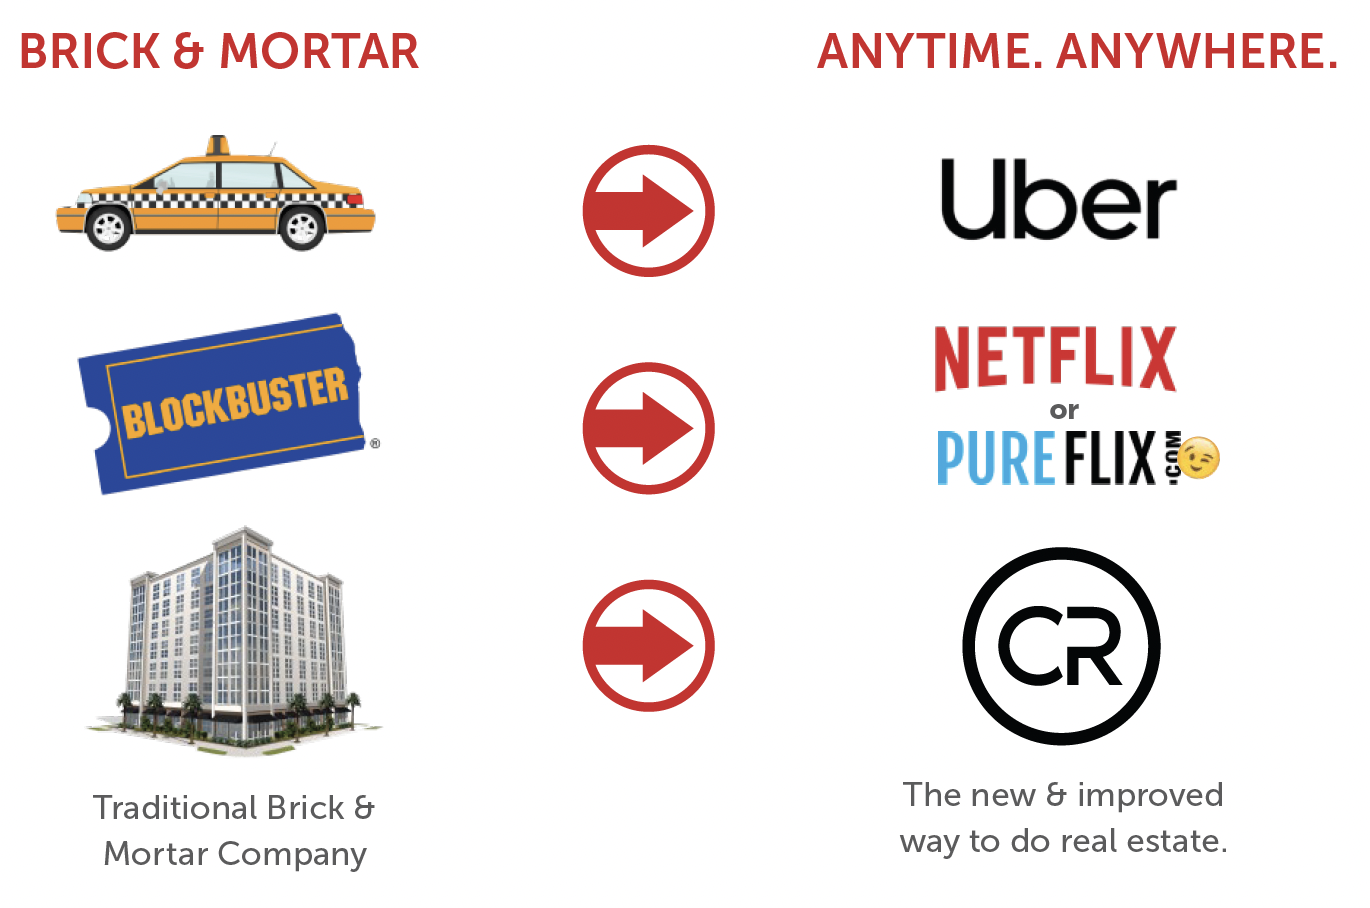 BRICK & MORTAR
ANYTIME. ANYWHERE.
Uber
BLOCKBUSTER
®
NETFLIX
or
PUREFLIX.COM
CR
Traditional Brick &
Mortar Company
The new & improved
way to do real estate.